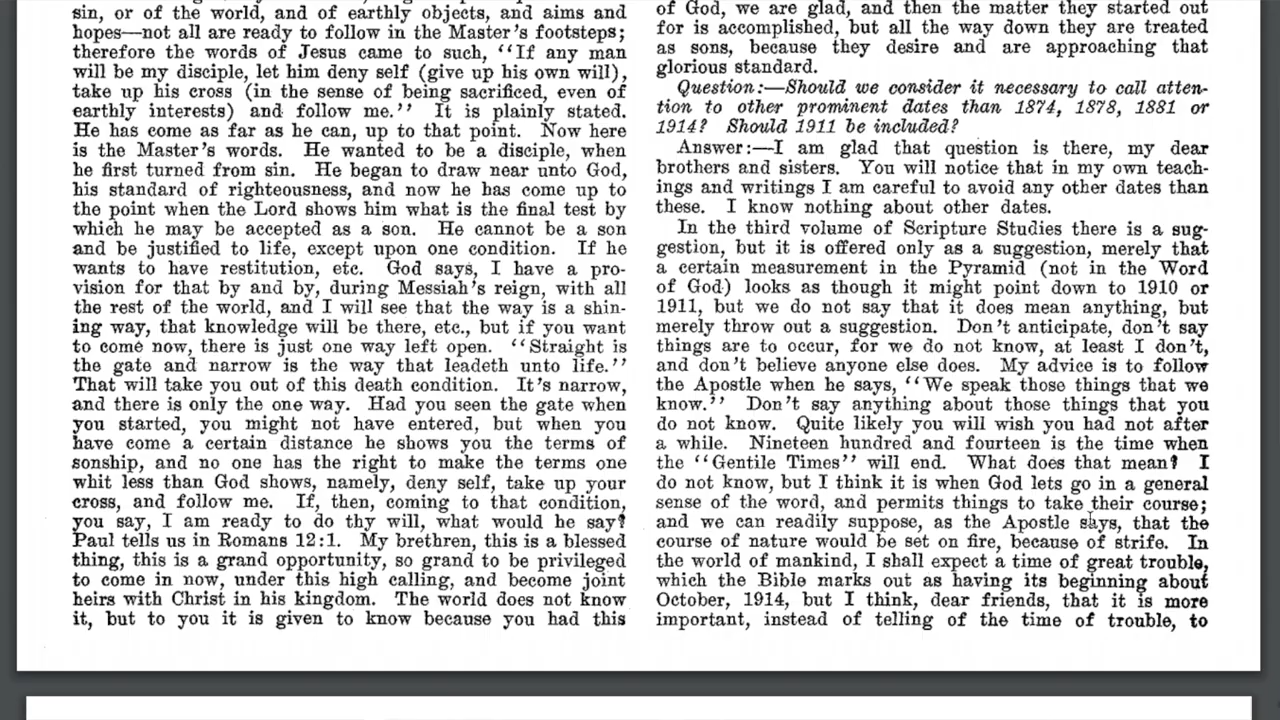 sin, or of the world, and of earthly objects, and aims and
hopes—not all are ready to follow in the Master's footsteps;
therefore the words of Jesus came to such, "If any man
will be my disciple, let him deny self (give up his own will),
take up his cross (in the sense of being sacrificed, even of
earthly interests) and follow me." It is plainly stated.
He has come as far as he can, up to that point. Now here
is the Master's words. He wanted to be a disciple, when
he first turned from sin. He began to draw near unto God,
his standard of righteousness, and now he has come up to
the point when the Lord shows him what is the final test by
which he may be accepted as a son. He cannot be a son
and be justified to life, except upon one condition. If he
wants to have restitution, etc. God says, I have a pro-
vision for that by and by, during Messiah's reign, with all
the rest of the world, and I will see that the way is a shin-
ing way, that knowledge will be there, etc., but if you want
to come now, there is just one way left open. "Straight is
the gate and narrow is the way that leadeth unto life."
That will take you out of this death condition. It's narrow,
and there is only the one way. Had you seen the gate when
you started, you might not have entered, but when you
have come a certain distance he shows you the terms of
sonship, and no one has the right to make the terms one
whit less than God shows, namely, deny self, take up your
cross, and follow me. If, then, coming to that condition,
you say, I am ready to do thy will, what would he say?
Paul tells us in Romans 12:1. My brethren, this is a blessed
thing, this is a grand opportunity, so grand to be privileged
to come in now, under this high calling, and become joint
heirs with Christ in his kingdom. The world does not know
it, but to you it is given to know because you had this
of God, we are glad, and then the matter they started out
for is accomplished, but all the way down they are treated
as sons, because they desire and are approaching that
glorious standard.
Question:—Should we consider it necessary to call atten-
tion to other prominent dates than 1874, 1878, 1881 or
1914? Should 1911 be included?
Answer:—I am glad that question is there, my dear
brothers and sisters. You will notice that in my own teach-
ings and writings I am careful to avoid any other dates than
these. I know nothing about other dates.
In the third volume of Scripture Studies there is a sug-
gestion, but it is offered only as a suggestion, merely that
a certain measurement in the Pyramid (not in the Word
of God) looks as though it might point down to 1910 or
1911, but we do not say that it does mean anything, but
merely throw out a suggestion. Don't anticipate, don't say
things are to occur, for we do not know, at least I don't,
and don't believe anyone else does. My advice is to follow
the Apostle when he says, "We speak those things that we
know." Don't say anything about those things that you
do not know. Quite likely you will wish you had not after
a while. Nineteen hundred and fourteen is the time when
the "Gentile Times" will end. What does that mean? I
do not know, but I think it is when God lets go in a general
sense of the word, and permits things to take their course;
and we can readily suppose, as the Apostle says, that the
course of nature would be set on fire, because of strife. In
the world of mankind, I shall expect a time of great trouble,
which the Bible marks out as having its beginning about
October, 1914, but I think, dear friends, that it is more
important, instead of telling of the time of trouble, to